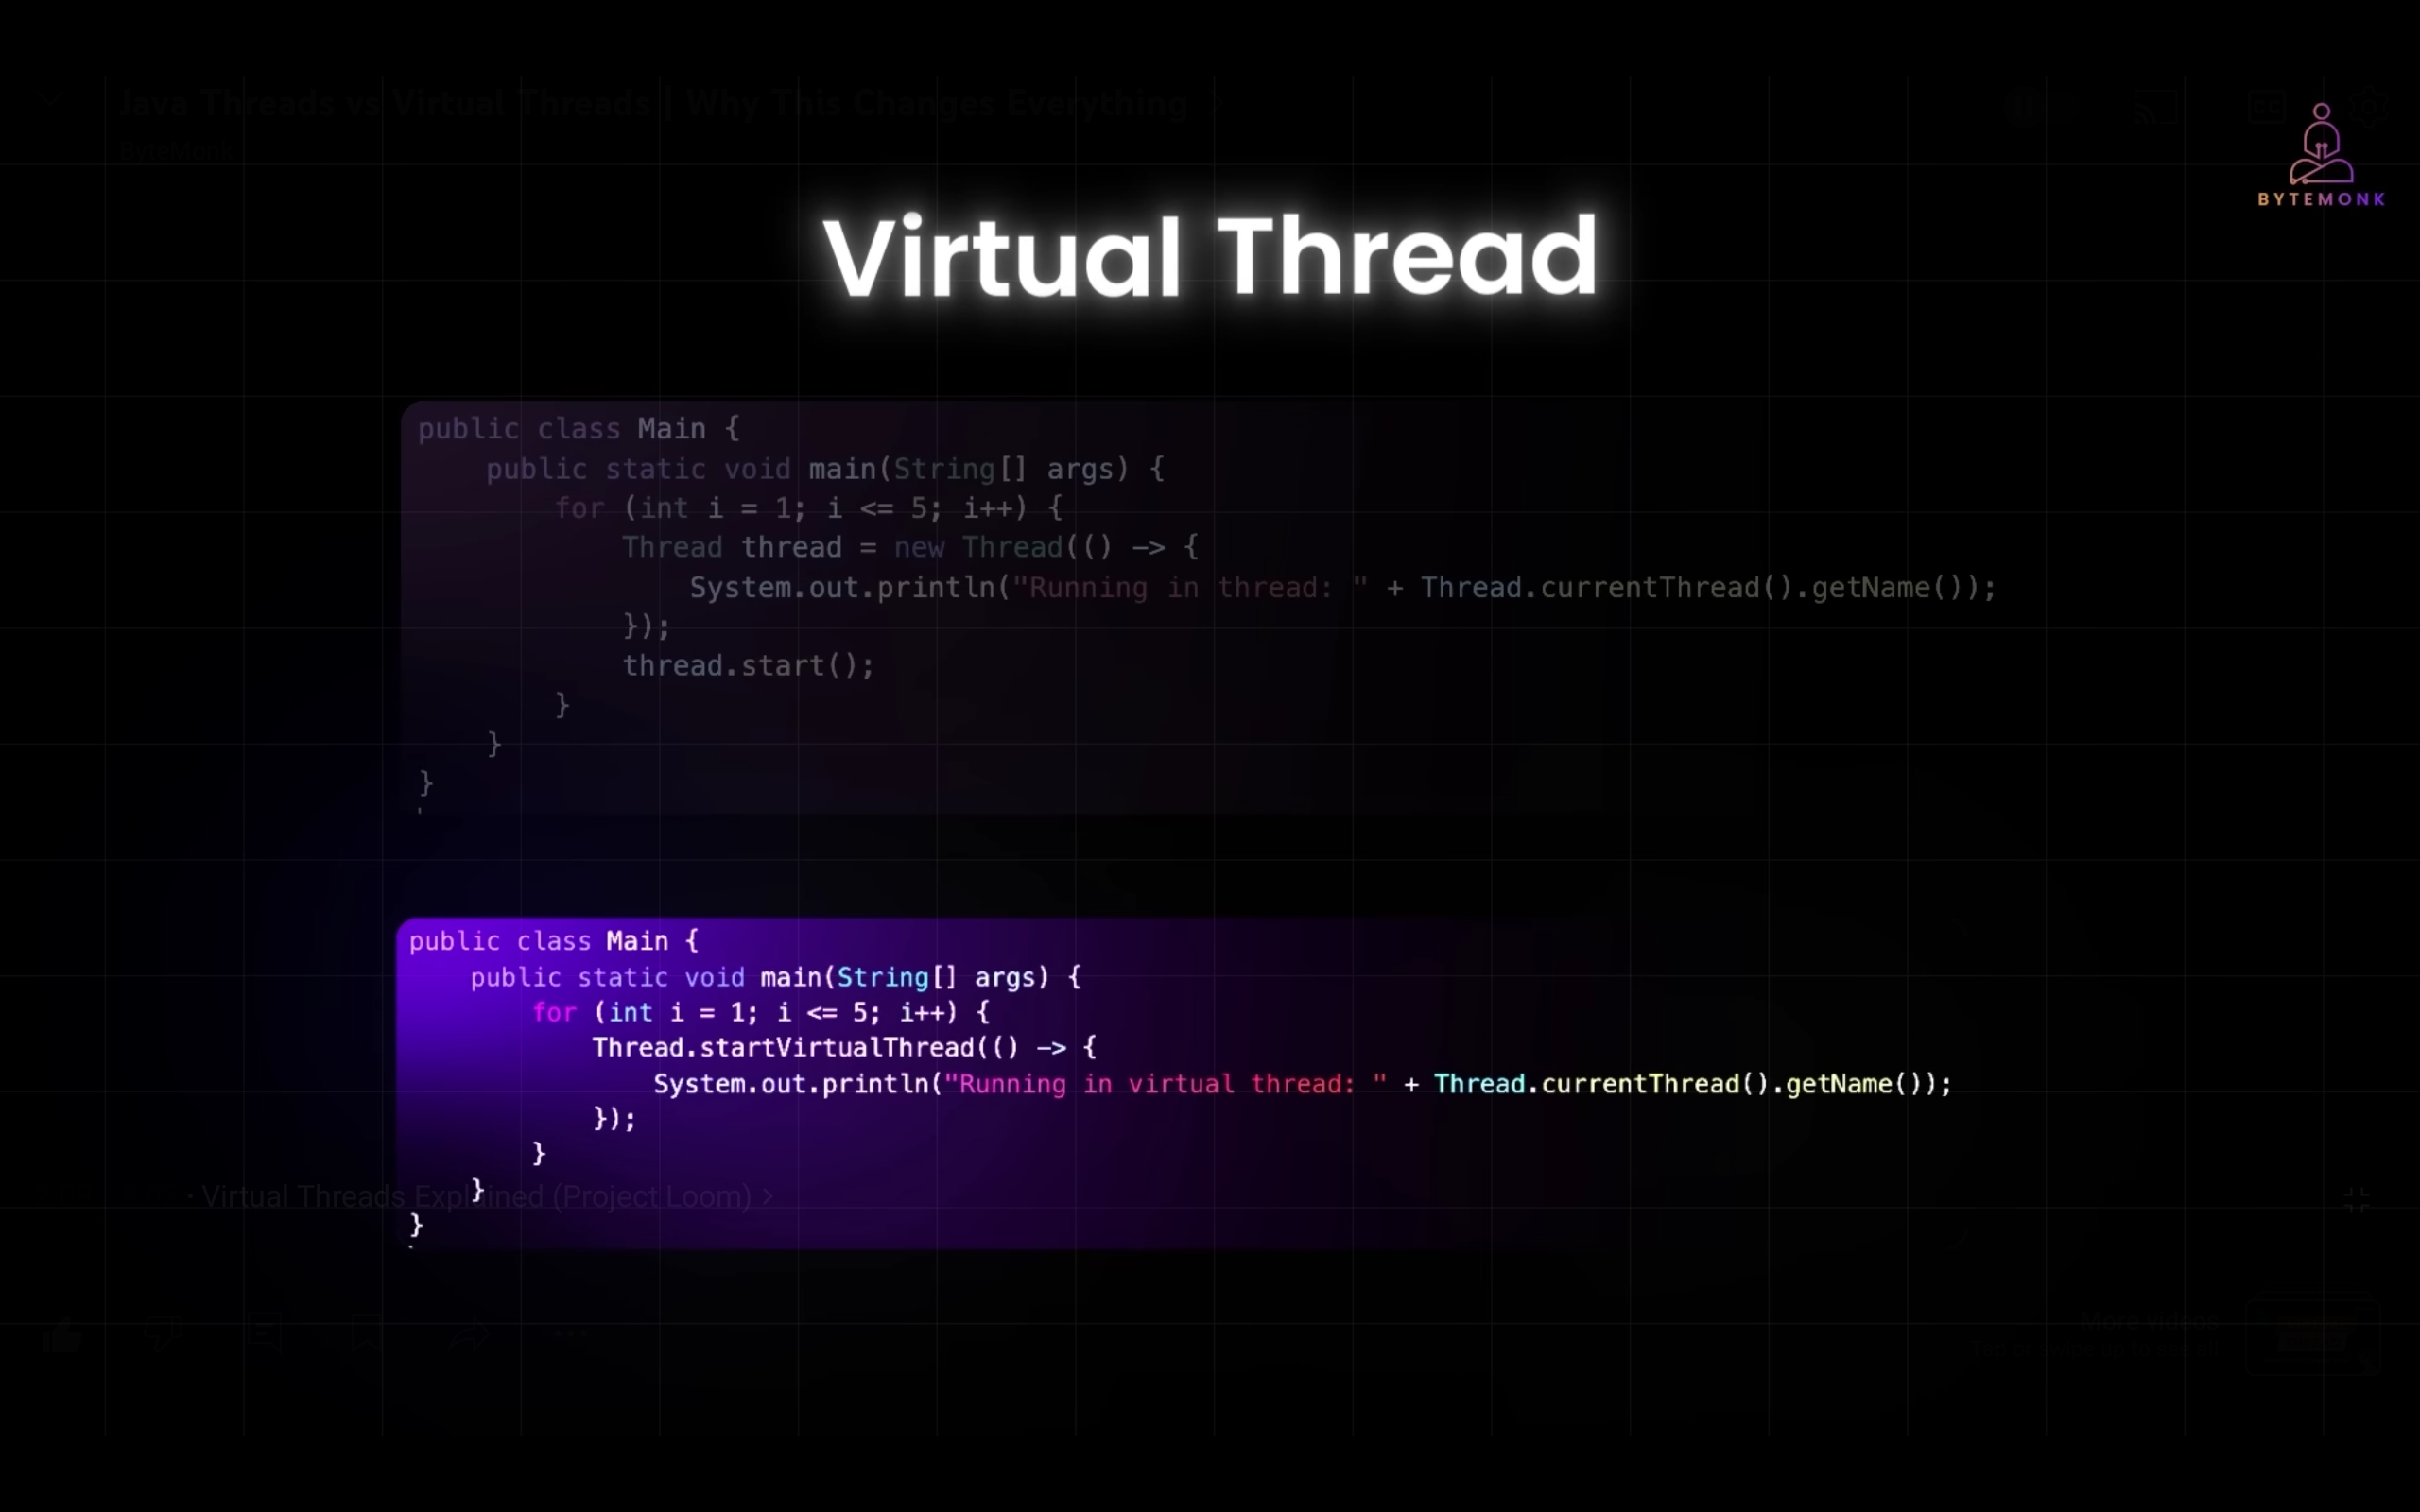 Java Threads vs Virtual Threads | Why This Changes Everything
ByteMonk
BYTEMONK
Virtual Thread
public class Main {
    public static void main(String[] args) {
        for (int i = 1; i <= 5; i++) {
            Thread thread = new Thread(() -> {
                System.out.println("Running in thread: " + Thread.currentThread().getName());
            });
            thread.start();
        }
    }
}
public class Main {
    public static void main(String[] args) {
        for (int i = 1; i <= 5; i++) {
            Thread.startVirtualThread(() -> {
                System.out.println("Running in virtual thread: " + Thread.currentThread().getName());
            });
        }
    }
}
• Virtual Threads Explained (Project Loom) >
More videos